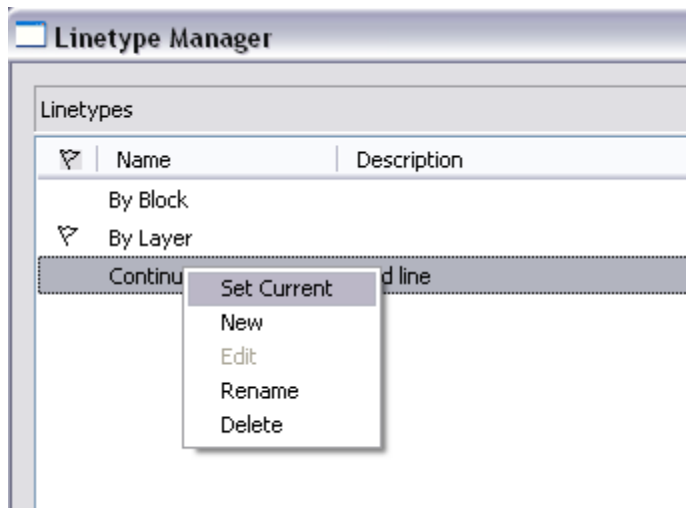 Linetype Manager
Linetypes
Name Description
By Block
By Layer
Continu d line
Set Current
New
Edit
Rename
Delete